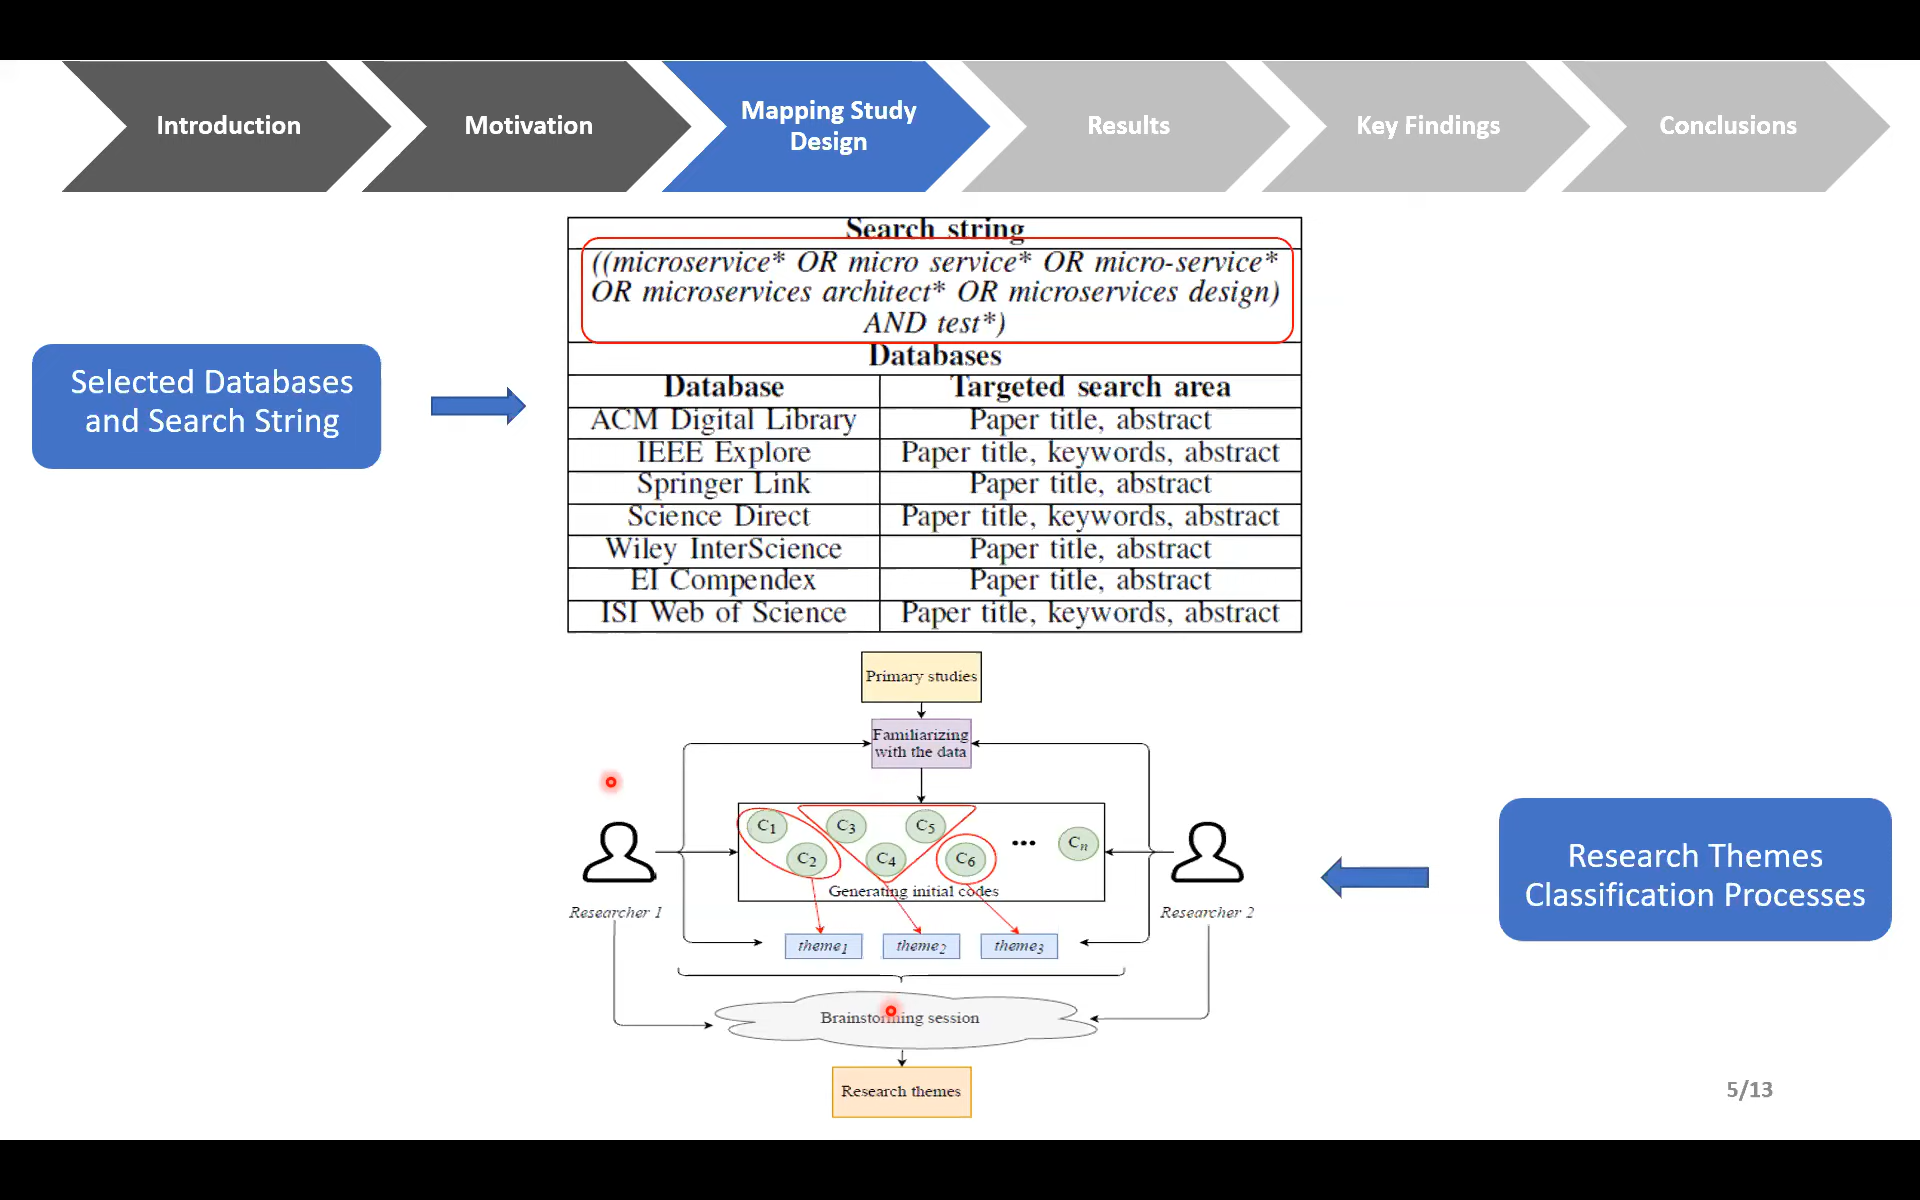 Introduction
Motivation
Mapping Study
Design
Results
Key Findings
Conclusions
Search string
((microservice* OR micro service* OR micro-service*
OR microservices architect* OR microservices design)
AND test*)
Databases
Database Targeted search area
ACM Digital Library Paper title, abstract
IEEE Explore Paper title, keywords, abstract
Springer Link Paper title, abstract
Science Direct Paper title, keywords, abstract
Wiley InterScience Paper title, abstract
EI Compendex Paper title, abstract
ISI Web of Science Paper title, keywords, abstract
Selected Databases
and Search String
Primary studies
Familiarizing
with the data
C1
C3
C5
C2
C4
C6
...
Cn
Generating initial codes
Researcher 1
Researcher 2
theme1
theme2
theme3
Brainstorming session
Research themes
Research Themes
Classification Processes
5/13